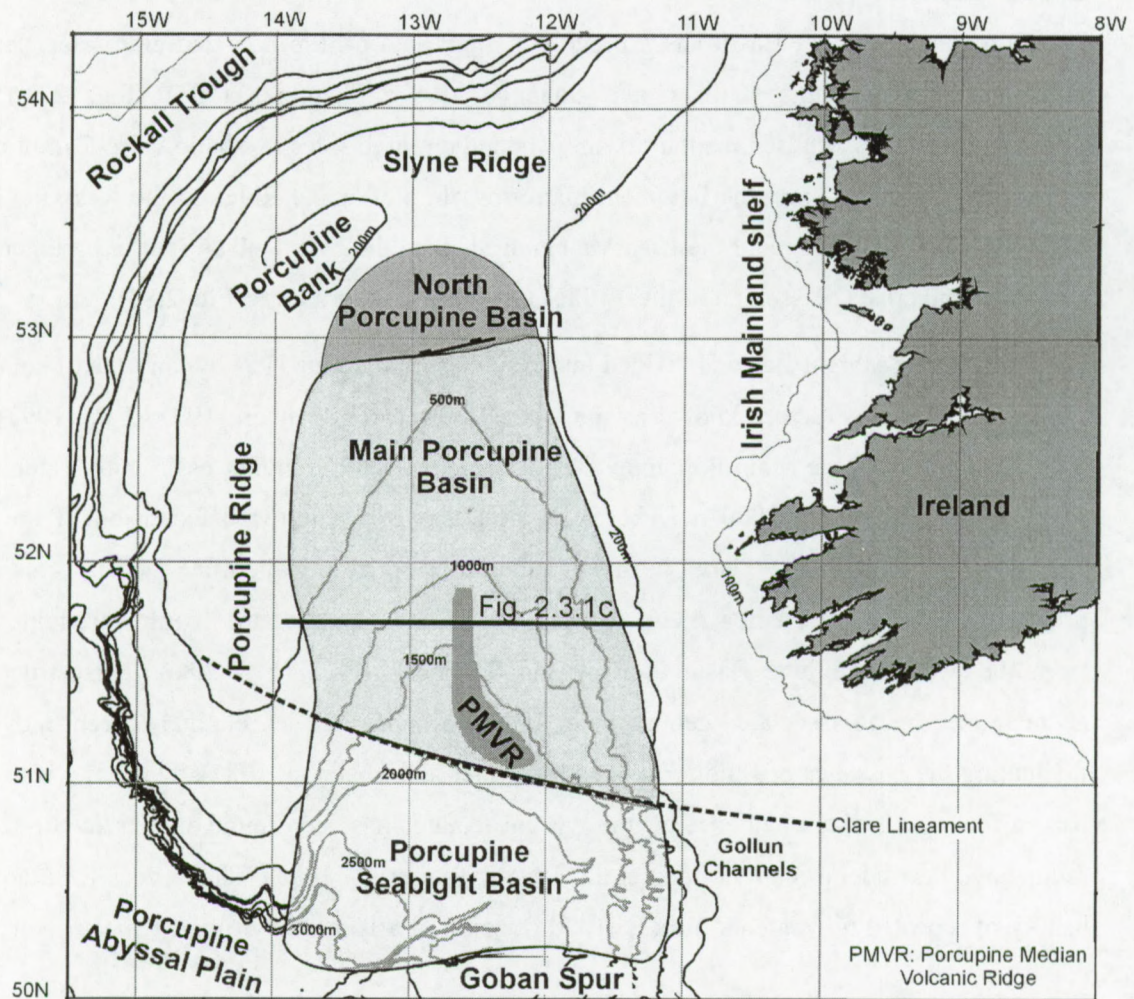 15W
14W
13W
12W
11W
10W
9W
8W
54N
53N
52N
51N
50N
Rockall Trough
Slyne Ridge
200m
Porcupine
Bank
200m
North
Porcupine Basin
Irish Mainland shelf
500m
Main Porcupine
Basin
Porcupine Ridge
Ireland
200m
100m
1000m
Fig. 2.3.1c
1500m
PMVR
2000m
Clare Lineament
Gollun
Channels
Porcupine
Seabight Basin
2500m
3000m
Porcupine
Abyssal Plain
Goban Spur
PMVR: Porcupine Median
Volcanic Ridge